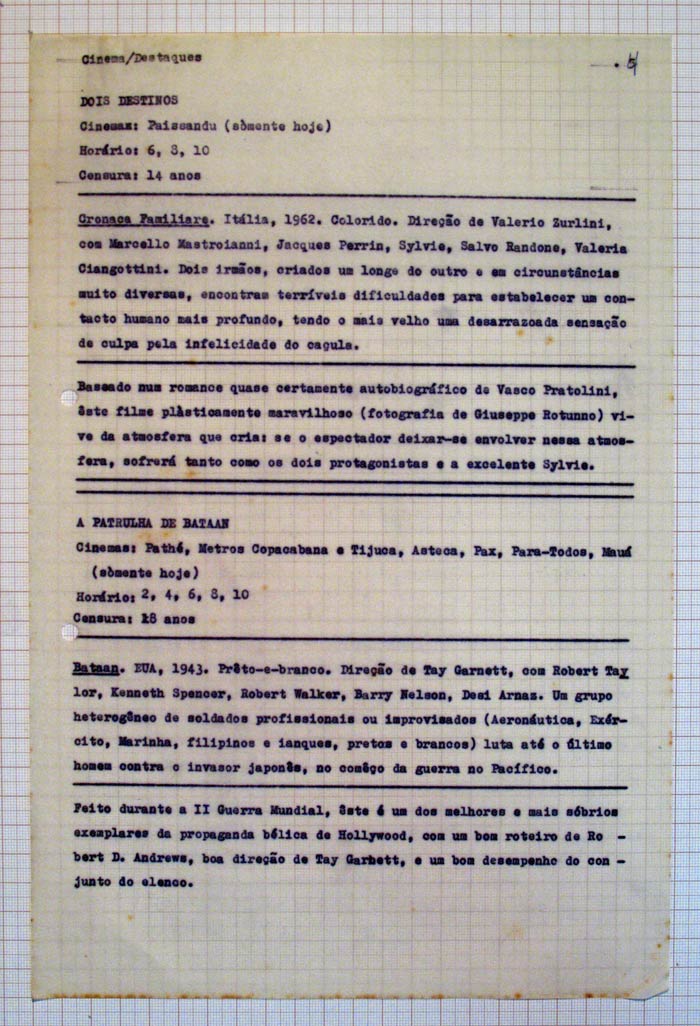 Cinema/Destaques
DOIS DESTINOS
Cinemas: Paissandu (sòmente hoje)
Horário: 6, 8, 10
Censura: 14 anos
Cronaca Familiare. Itália, 1962. Colorido. Direção de Valerio Zurlini,
com Marcello Mastroianni, Jacques Perrin, Sylvie, Salvo Randone, Valeria
Ciangottini. Dois irmãos, criados um longe do outro e em circunstâncias
muito diversas, encontram terríveis dificuldades para estabelecer um con-
tacto humano mais profundo, tendo o mais velho uma desarrazoada sensação
de culpa pela infelicidade do caçula.
Baseado num romance quase certamente autobiográfico de Vasco Pratolini,
êste filme plàsticamente maravilhoso (fotografia de Giuseppe Rotunno) vi-
ve da atmosfera que cria: se o espectador deixar-se envolver nessa atmos-
fera, sofrerá tanto como os dois protagonistas e a excelente Sylvie.
A PATRULHA DE BATAAN
Cinemas: Pathé, Metros Copacabana e Tijuca, Asteca, Pax, Para-Todos, Mauá
(sòmente hoje)
Horário: 2, 4, 6, 8, 10
Censura: 18 anos
Bataan. EUA, 1943. Prêto-e-branco. Direção de Tay Garnett, com Robert Tay
lor, Kenneth Spencer, Robert Walker, Barry Nelson, Desi Arnaz. Um grupo
heterogêneo de soldados profissionais ou improvisados (Aeronáutica, Exér-
cito, Marinha, filipinos e ianques, pretos e brancos) luta até o último
homem contra o invasor japonês, no comêço da guerra no Pacífico.
Feito durante a II Guerra Mundial, êste é um dos melhores e mais sóbrios
exemplares da propaganda bélica de Hollywood, com um bom roteiro de Ro -
bert D. Andrews, boa direção de Tay Garnett, e um bom desempenho do con -
junto do elenco.